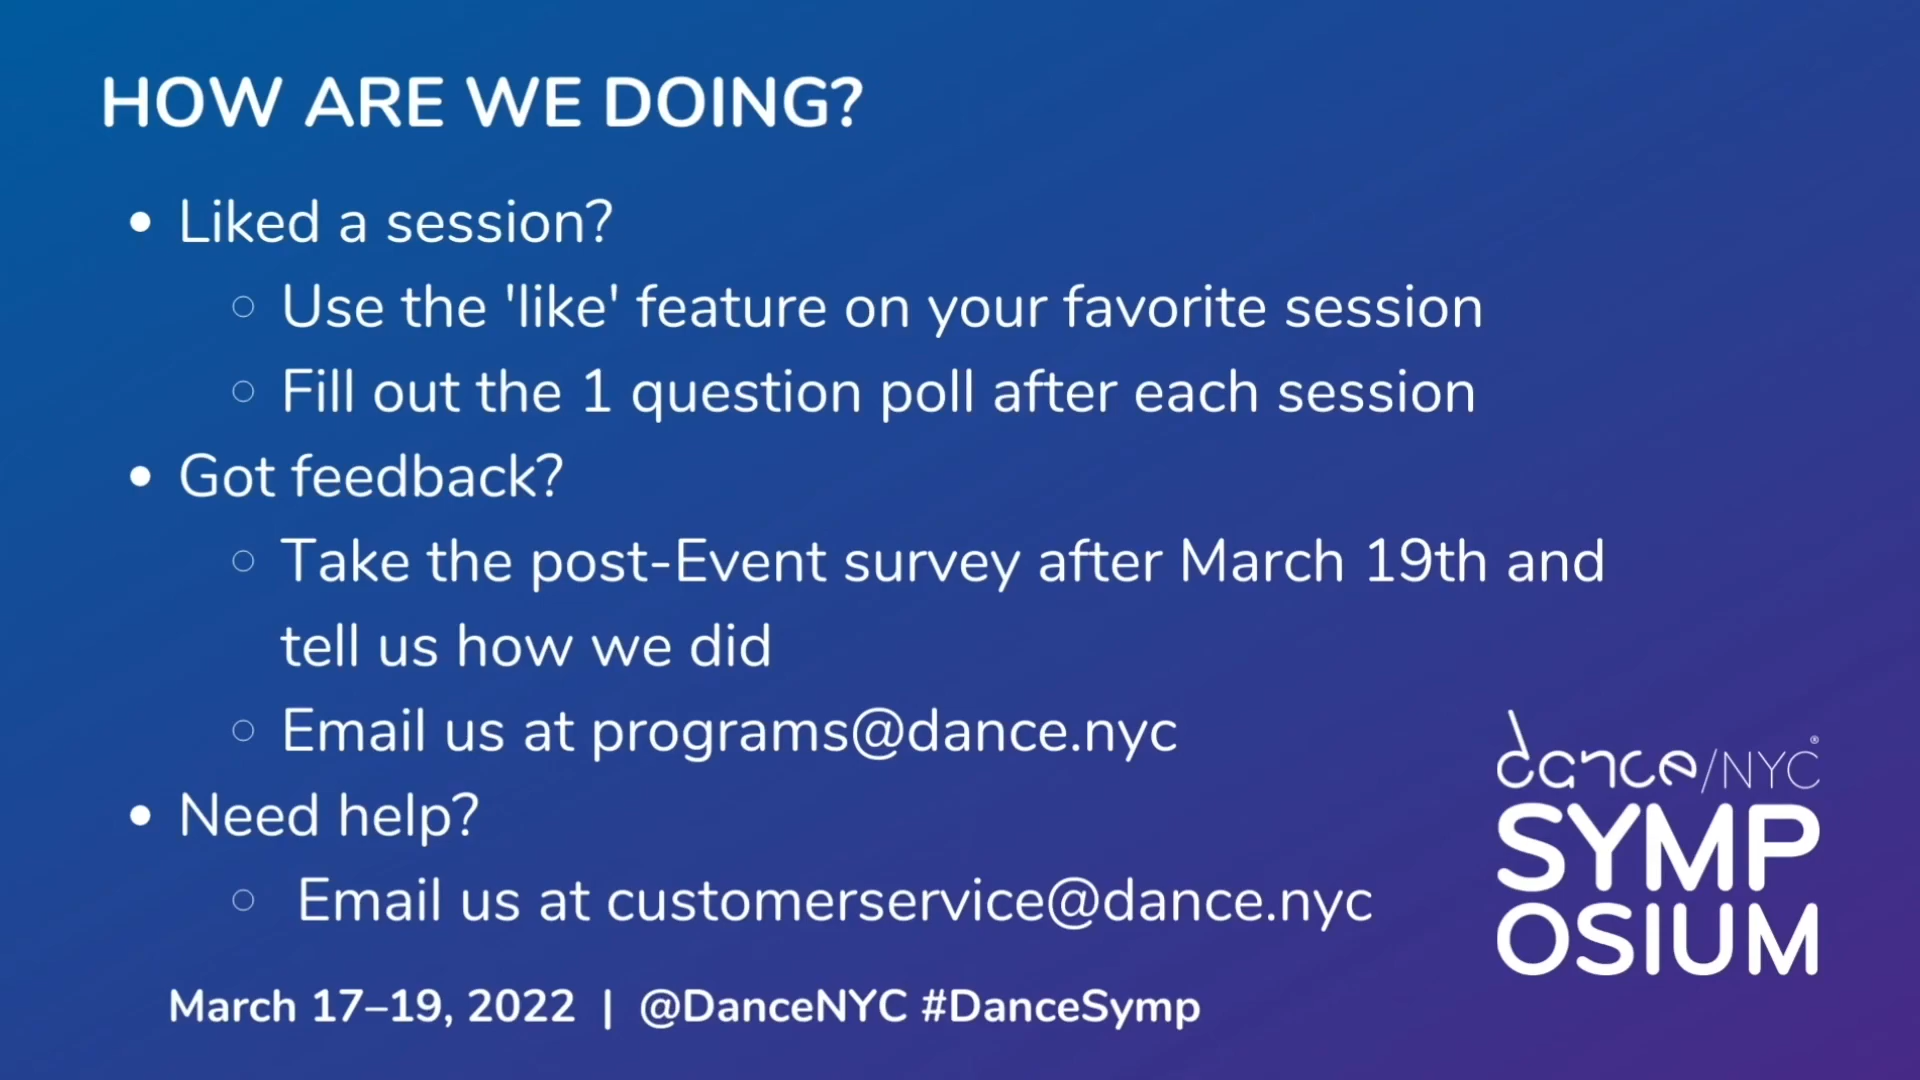 HOW ARE WE DOING?
• Liked a session?
○ Use the 'like' feature on your favorite session
○ Fill out the 1 question poll after each session
• Got feedback?
○ Take the post-Event survey after March 19th and
tell us how we did
○ Email us at programs@dance.nyc
• Need help?
○ Email us at customerservice@dance.nyc
dance/NYC®
SYMP
OSIUM
March 17–19, 2022 | @DanceNYC #DanceSymp